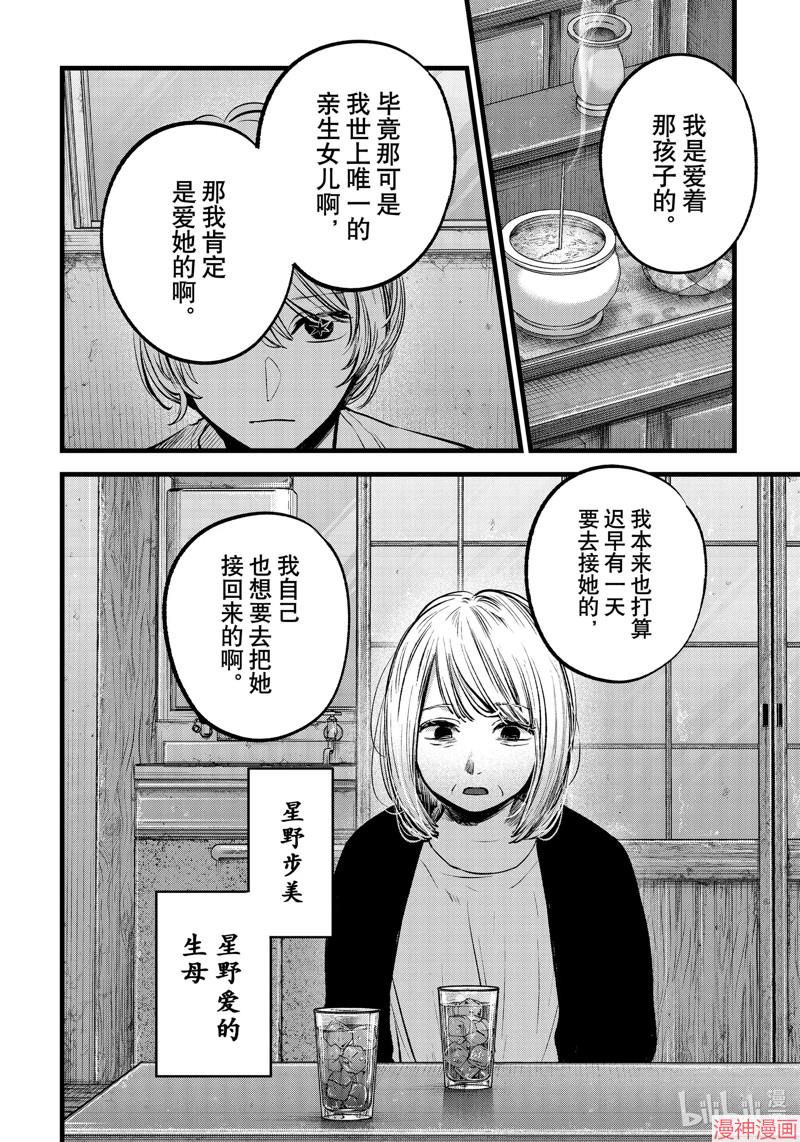 我是爱着
那孩子的。
毕竟那可是
我世上唯一的
亲生女儿啊，
那我肯定
是爱她的啊。
我本来也打算
迟早有一天
要去接她的，
我自己
也想要去把她
接回来的啊。
星野步美
星野爱的
生母
bilibili
漫画
漫神漫画